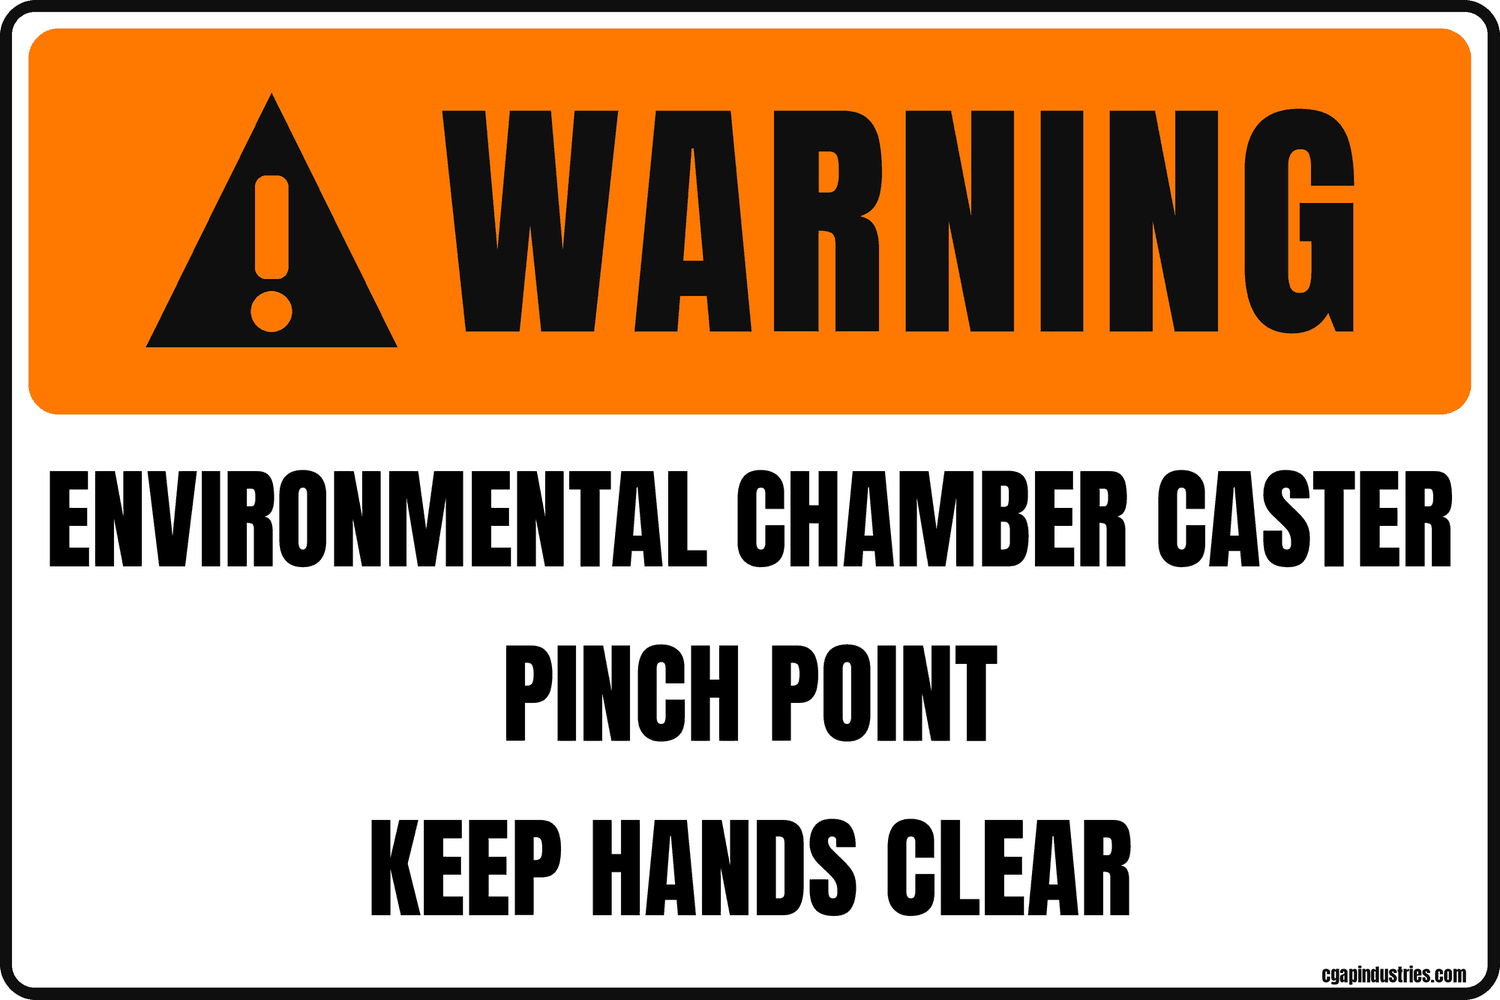 WARNING
ENVIRONMENTAL CHAMBER CASTER
PINCH POINT
KEEP HANDS CLEAR
cgapindustries.com